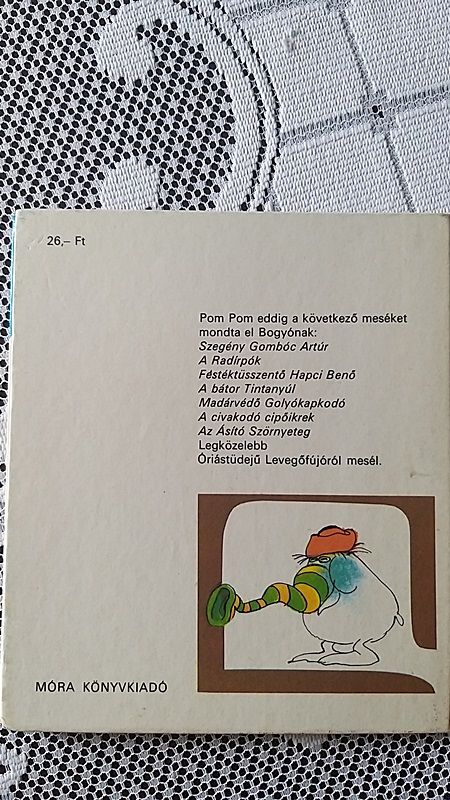 26,– Ft
Pom Pom eddig a következő meséket
mondta el Bogyónak:
Szegény Gombóc Artúr
A Radírpók
Festéktüsszentő Hapci Benő
A bátor Tintanyúl
Madárvédő Golyókapkodó
A civakodó cipőikrek
Az Ásító Szörnyeteg
Legközelebb
Óriástüdejű Levegőfújóról mesél.
MÓRA KÖNYVKIADÓ